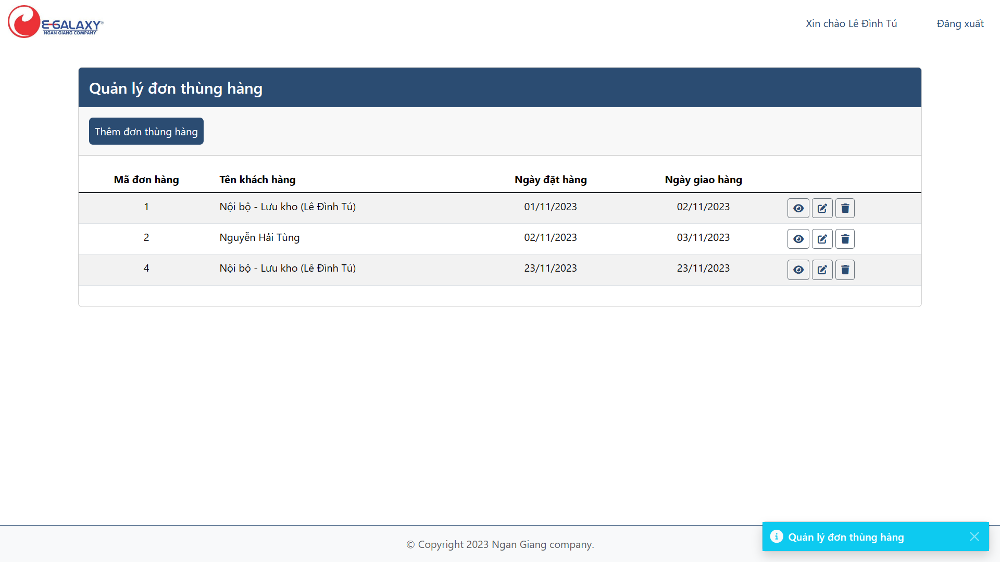 E-GALAXY®
NGAN GIANG COMPANY
Xin chào Lê Đình Tú
Đăng xuất
Quản lý đơn thùng hàng
Thêm đơn thùng hàng
Mã đơn hàng Tên khách hàng Ngày đặt hàng Ngày giao hàng
1 Nội bộ - Lưu kho (Lê Đình Tú) 01/11/2023 02/11/2023
2 Nguyễn Hải Tùng 02/11/2023 03/11/2023
4 Nội bộ - Lưu kho (Lê Đình Tú) 23/11/2023 23/11/2023
Quản lý đơn thùng hàng
© Copyright 2023 Ngan Giang company.